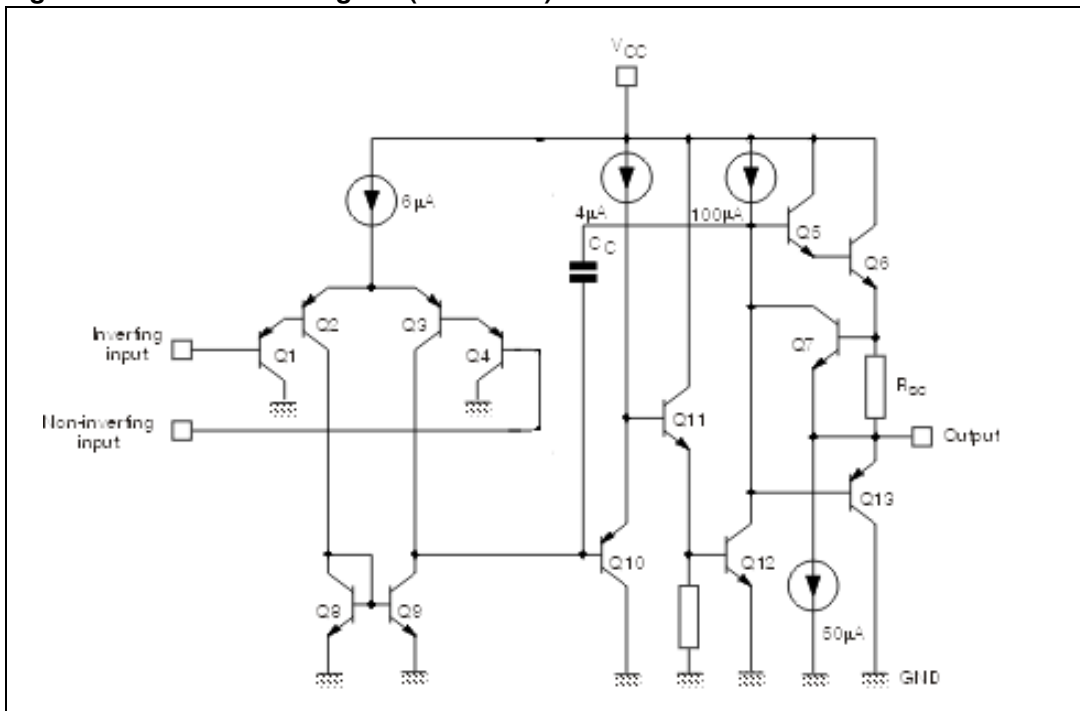 V_CC
6µA
4µA
100µA
C_C
Q5
Q6
Q2
Q3
Inverting
input
Q1
Q4
Q7
R_SC
Non-inverting
input
Q11
Output
Q13
Q10
Q12
Q8
Q9
50µA
GND